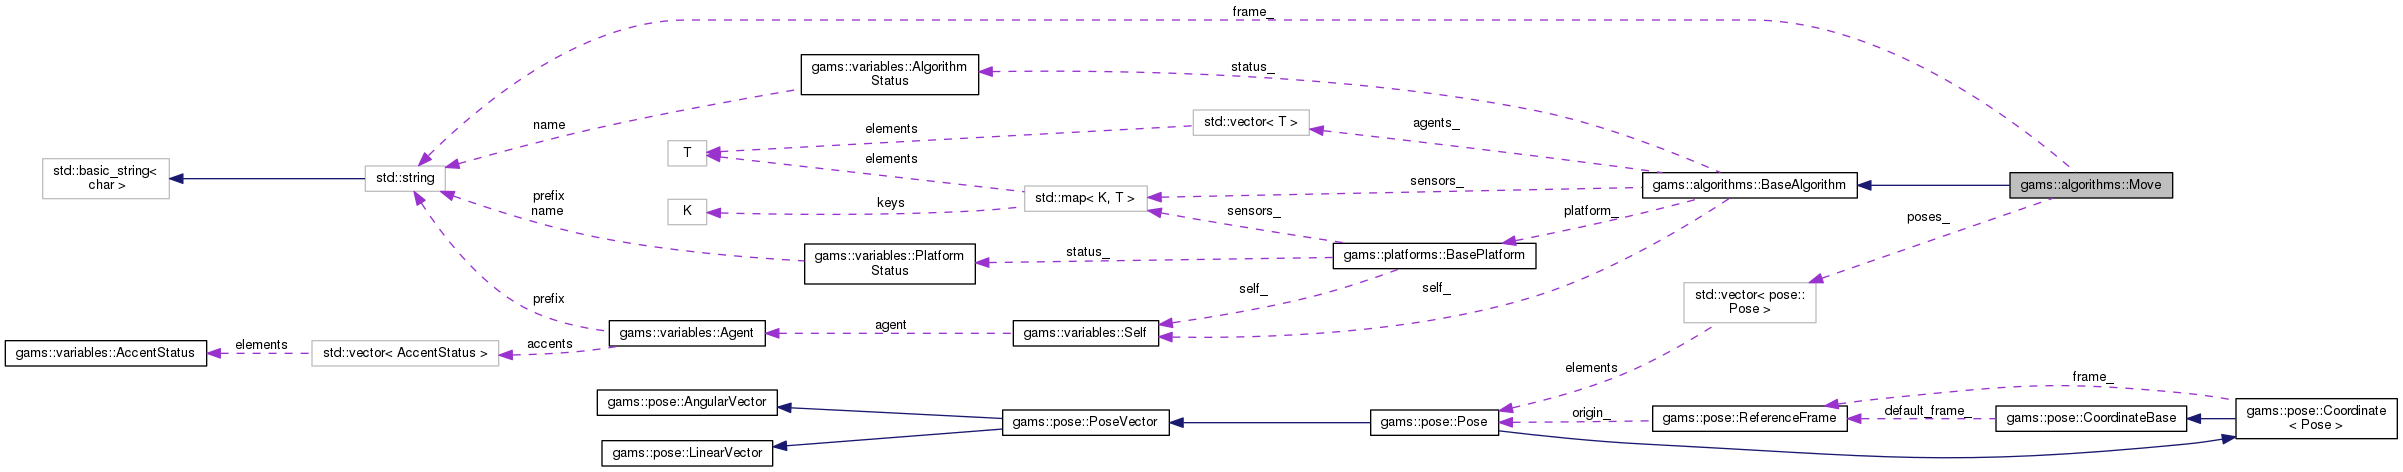 frame_
gams::variables::Algorithm
Status
status_
std::vector< T >
agents_
name
elements
T
elements
std::basic_string<
char >
std::string
sensors_
gams::algorithms::BaseAlgorithm
gams::algorithms::Move
prefix
name
K
keys
std::map< K, T >
sensors_
platform_
poses_
gams::variables::Platform
Status
status_
gams::platforms::BasePlatform
self_
self_
std::vector< pose::
Pose >
prefix
gams::variables::Agent
agent
gams::variables::Self
gams::variables::AccentStatus
elements
std::vector< AccentStatus >
accents
elements
frame_
gams::pose::AngularVector
gams::pose::PoseVector
gams::pose::Pose
origin_
gams::pose::ReferenceFrame
default_frame_
gams::pose::CoordinateBase
gams::pose::Coordinate
< Pose >
gams::pose::LinearVector